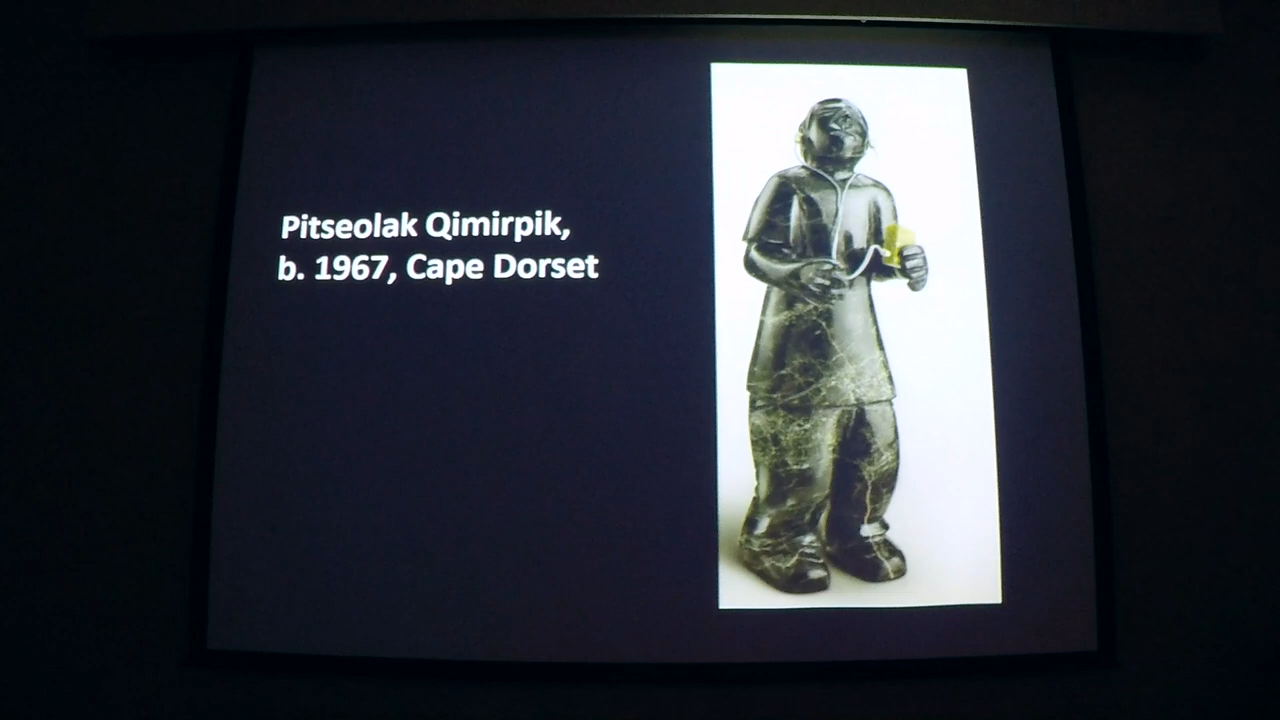 Pitseolak Qimirpik,
b. 1967, Cape Dorset